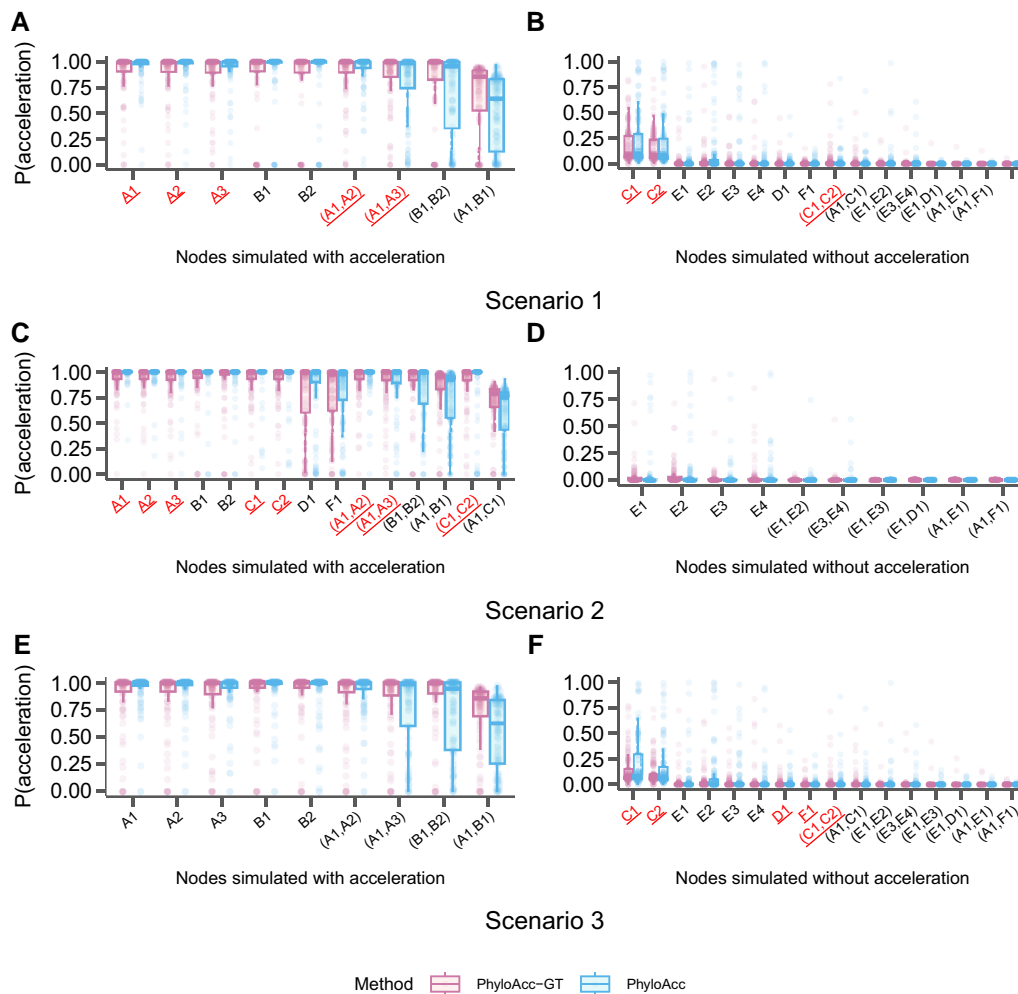 A
P(acceleration)
1.00
0.75
0.50
0.25
0.00
A1
A2
A3
B1
B2
(A1,A2)
(A1,A3)
(B1,B2)
(A1,B1)
Nodes simulated with acceleration
B
1.00
0.75
0.50
0.25
0.00
C1
C2
E1
E2
E3
E4
D1
F1
(C1,C2)
(A1,C1)
(E1,E2)
(E3,E4)
(E1,D1)
(A1,E1)
(A1,F1)
Nodes simulated without acceleration
Scenario 1
C
P(acceleration)
1.00
0.75
0.50
0.25
0.00
A1
A2
A3
B1
B2
C1
C2
D1
F1
(A1,A2)
(A1,A3)
(B1,B2)
(A1,B1)
(C1,C2)
(A1,C1)
Nodes simulated with acceleration
D
1.00
0.75
0.50
0.25
0.00
E1
E2
E3
E4
(E1,E2)
(E3,E4)
(E1,E3)
(E1,D1)
(A1,E1)
(A1,F1)
Nodes simulated without acceleration
Scenario 2
E
P(acceleration)
1.00
0.75
0.50
0.25
0.00
A1
A2
A3
B1
B2
(A1,A2)
(A1,A3)
(B1,B2)
(A1,B1)
Nodes simulated with acceleration
F
1.00
0.75
0.50
0.25
0.00
C1
C2
E1
E2
E3
E4
D1
F1
(C1,C2)
(A1,C1)
(E1,E2)
(E3,E4)
(E1,E3)
(E1,D1)
(A1,E1)
(A1,F1)
Nodes simulated without acceleration
Scenario 3
Method PhyloAcc−GT PhyloAcc